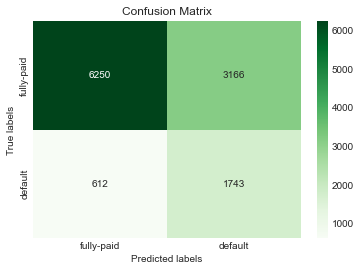 Confusion Matrix
6250 3166
612 1743
fully-paid
default
True labels
fully-paid default
Predicted labels
6000
5000
4000
3000
2000
1000